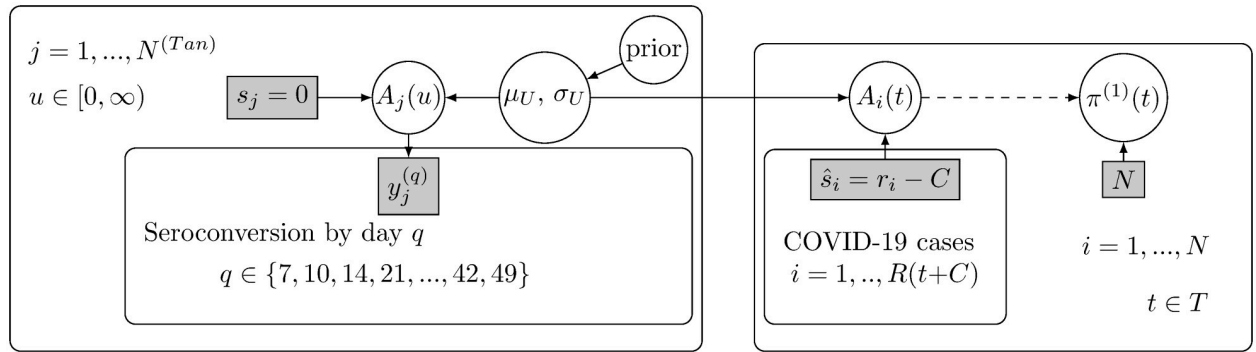 j = 1, ..., N^{(Tan)}
u ∈ [0, ∞)
s_j = 0
A_j(u)
μ_U, σ_U
prior
y_j^{(q)}
Seroconversion by day q
q ∈ {7, 10, 14, 21, ..., 42, 49}
A_i(t)
π^{(1)}(t)
ŝ_i = r_i − C
N
COVID-19 cases
i = 1, .., R(t+C)
i = 1, ..., N
t ∈ T